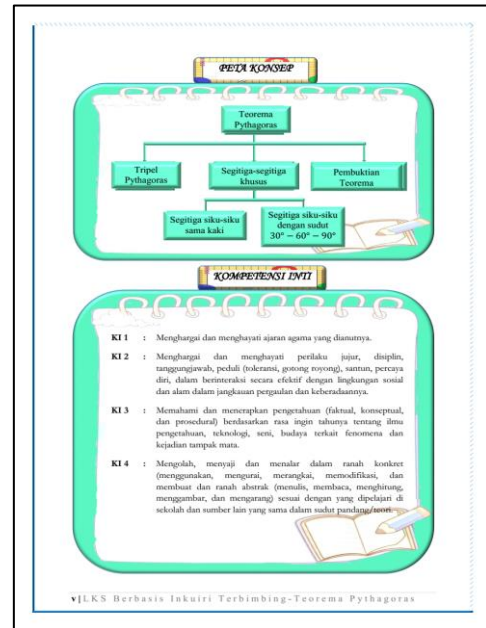 PETA KONSEP
Teorema
Pythagoras
Tripel
Pythagoras
Segitiga-segitiga
khusus
Pembuktian
Teorema
Segitiga siku-siku
sama kaki
Segitiga siku-siku
dengan sudut
30° − 60° − 90°
KOMPETENSI INTI
KI 1 : Menghargai dan menghayati ajaran agama yang dianutnya.
KI 2 : Menghargai dan menghayati perilaku jujur, disiplin,
tanggungjawab, peduli (toleransi, gotong royong), santun, percaya
diri, dalam berinteraksi secara efektif dengan lingkungan sosial
dan alam dalam jangkauan pergaulan dan keberadaannya.
KI 3 : Memahami dan menerapkan pengetahuan (faktual, konseptual,
dan prosedural) berdasarkan rasa ingin tahunya tentang ilmu
pengetahuan, teknologi, seni, budaya terkait fenomena dan
kejadian tampak mata.
KI 4 : Mengolah, menyaji dan menalar dalam ranah konkret
(menggunakan, mengurai, merangkai, memodifikasi, dan
membuat dan ranah abstrak (menulis, membaca, menghitung,
menggambar, dan mengarang) sesuai dengan yang dipelajari di
sekolah dan sumber lain yang sama dalam sudut pandang/teori.
v|LKS Berbasis Inkuiri Terbimbing-Teorema Pythagoras